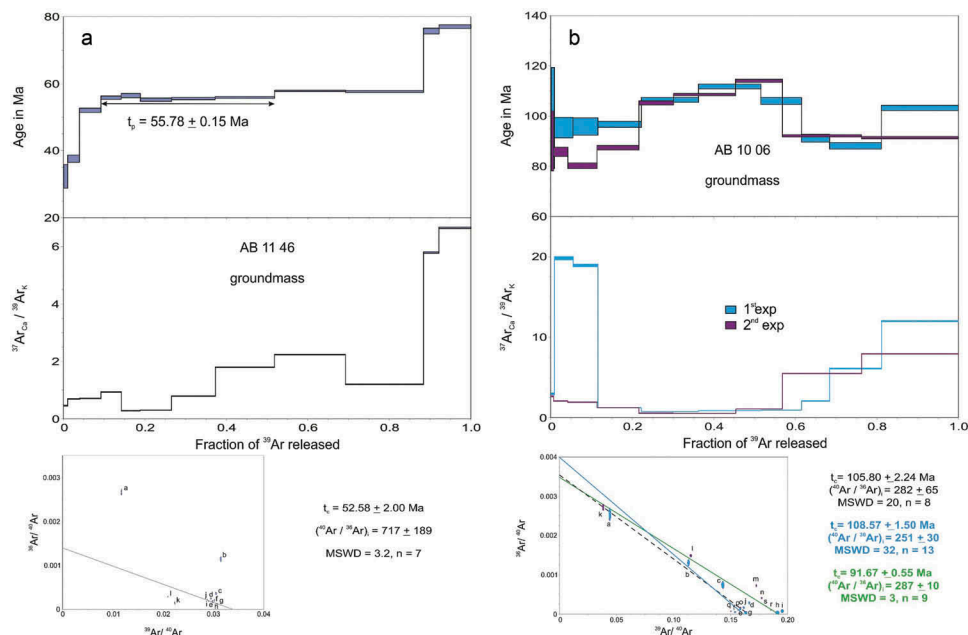 a
Age in Ma
80
60
40
20
tp = 55.78 ± 0.15 Ma
AB 11 46
groundmass
³⁷ArCa / ³⁹ArK
6
4
2
0
0 0.2 0.4 0.6 0.8 1.0
Fraction of ³⁹Ar released
b
Age in Ma
140
120
100
80
60
AB 10 06
groundmass
³⁷ArCa / ³⁹ArK
20
10
0
1st exp
2nd exp
0 0.2 0.4 0.6 0.8 1.0
Fraction of ³⁹Ar released
³⁶Ar/ ⁴⁰Ar
0.003
0.002
0.001
0
0.00 0.01 0.02 0.03 0.04
³⁹Ar/ ⁴⁰Ar
a
b
c
g
k
tc = 52.58 ± 2.00 Ma
(⁴⁰Ar / ³⁶Ar)i = 717 ± 189
MSWD = 3.2, n = 7
³⁶Ar/ ⁴⁰Ar
0.004
0.003
0.002
0.001
0
0.00 0.05 0.10 0.15 0.20
³⁹Ar/ ⁴⁰Ar
k
a
l
b
c
m
n
d
s
r h i
tc = 105.80 ± 2.24 Ma
(⁴⁰Ar / ³⁶Ar)i = 282 ± 65
MSWD = 20, n = 8
tc = 108.57 ± 1.50 Ma
(⁴⁰Ar / ³⁶Ar)i = 251 ± 30
MSWD = 32, n = 13
tc = 91.67 ± 0.55 Ma
(⁴⁰Ar / ³⁶Ar)i = 287 ± 10
MSWD = 3, n = 9